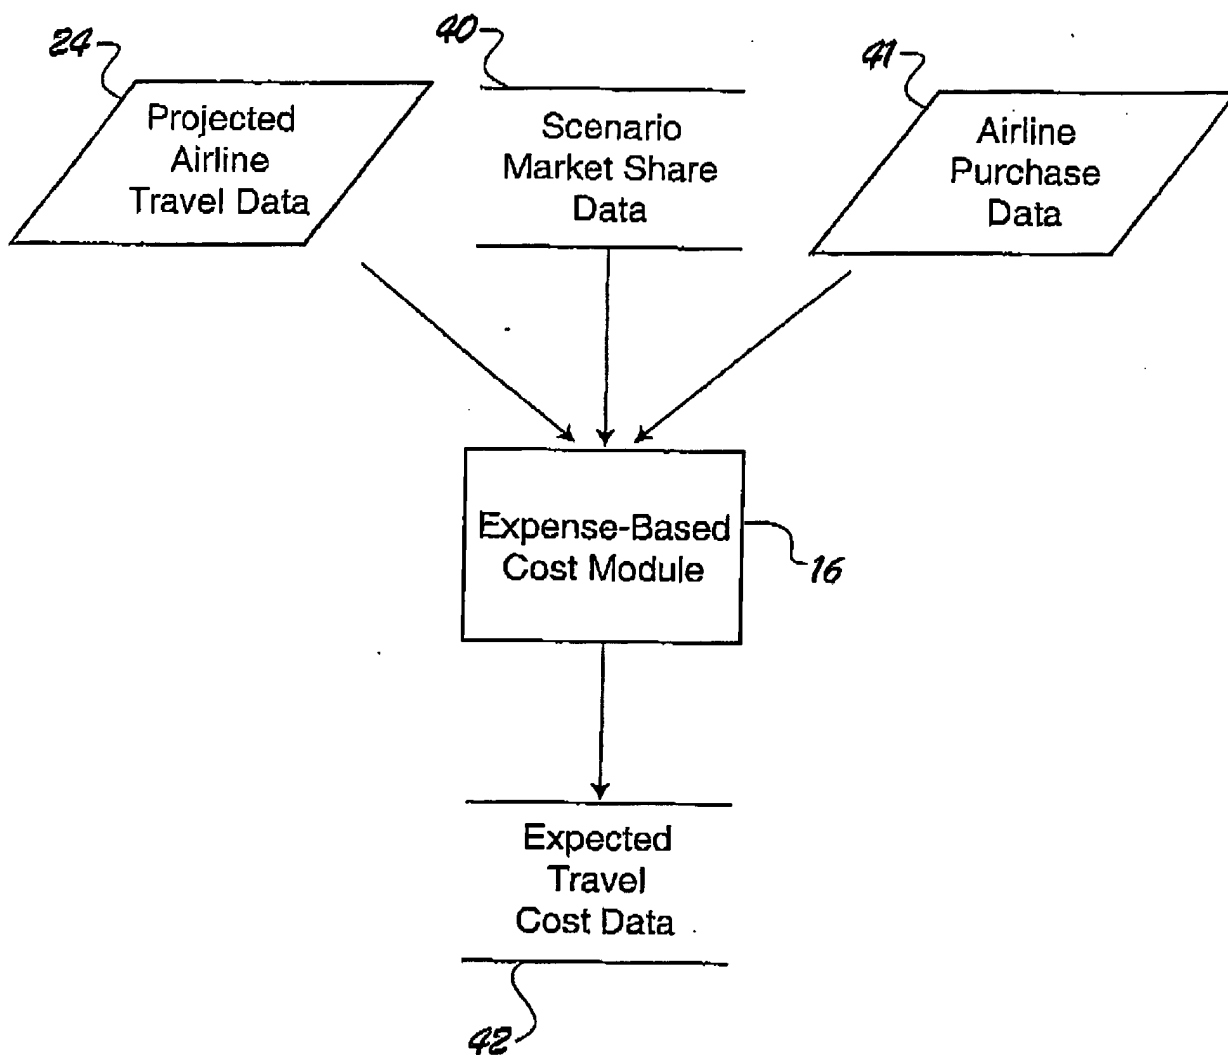 24
Projected
Airline
Travel Data
40
Scenario
Market Share
Data
41
Airline
Purchase
Data
Expense-Based
Cost Module
16
Expected
Travel
Cost Data
42